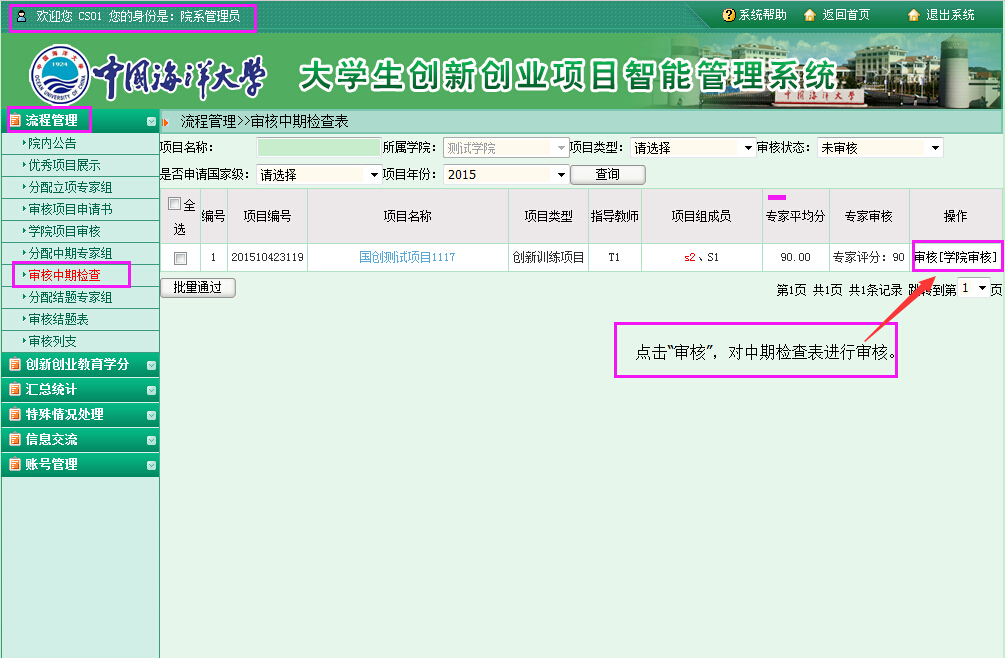 欢迎您 CS01 您的身份是：院系管理员
系统帮助 返回首页 退出系统
中国海洋大学 大学生创新创业项目智能管理系统
1924
OCEAN UNIVERSITY OF CHINA
中国海洋大学
流程管理
院内公告
优秀项目展示
分配立项专家组
审核项目申请书
学院项目审核
分配中期专家组
审核中期检查
分配结题专家组
审核结题表
审核列支
创新创业教育学分
汇总统计
特殊情况处理
信息交流
账号管理
流程管理>>审核中期检查表
项目名称： 所属学院： 测试学院 项目类型： 请选择 审核状态： 未审核
是否申请国家级： 请选择 项目年份： 2015 查询
全选 编号 项目编号 项目名称 项目类型 指导教师 项目组成员 专家平均分 专家审核 操作
1 201510423119 国创测试项目1117 创新训练项目 T1 s2、S1 90.00 专家评分：90 审核[学院审核]
批量通过 第1页 共1页 共1条记录 跳转到第 1 页
点击“审核”，对中期检查表进行审核。